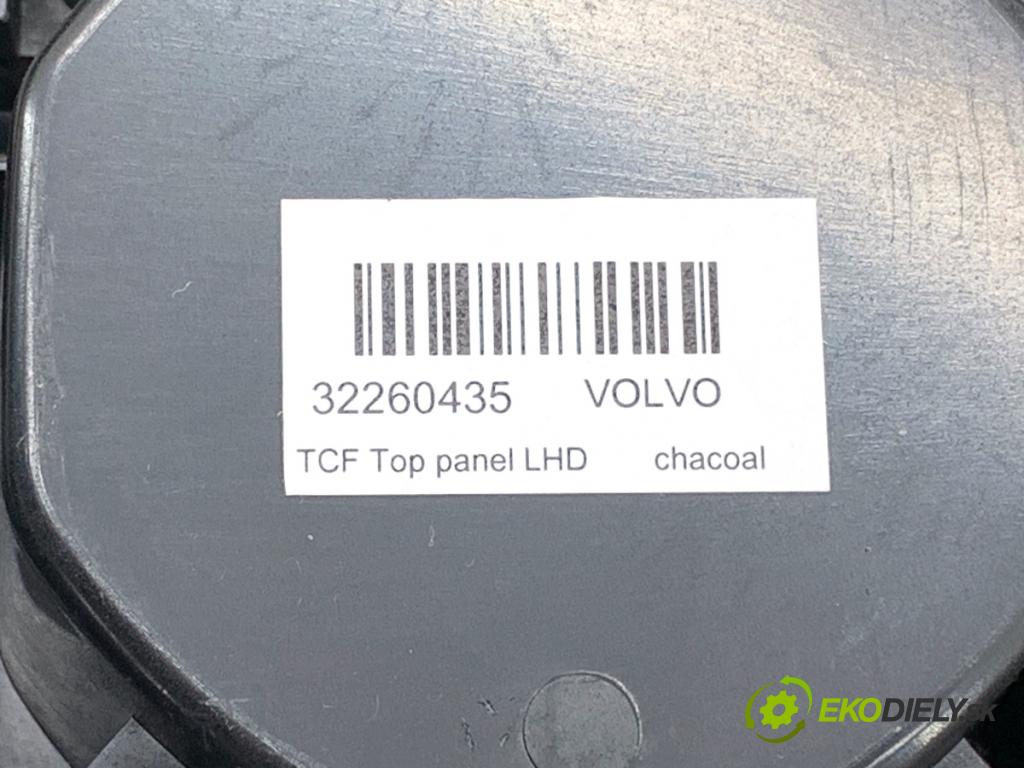 32260435 VOLVO
TCF Top panel LHD chacoal
EKODIELY.sk